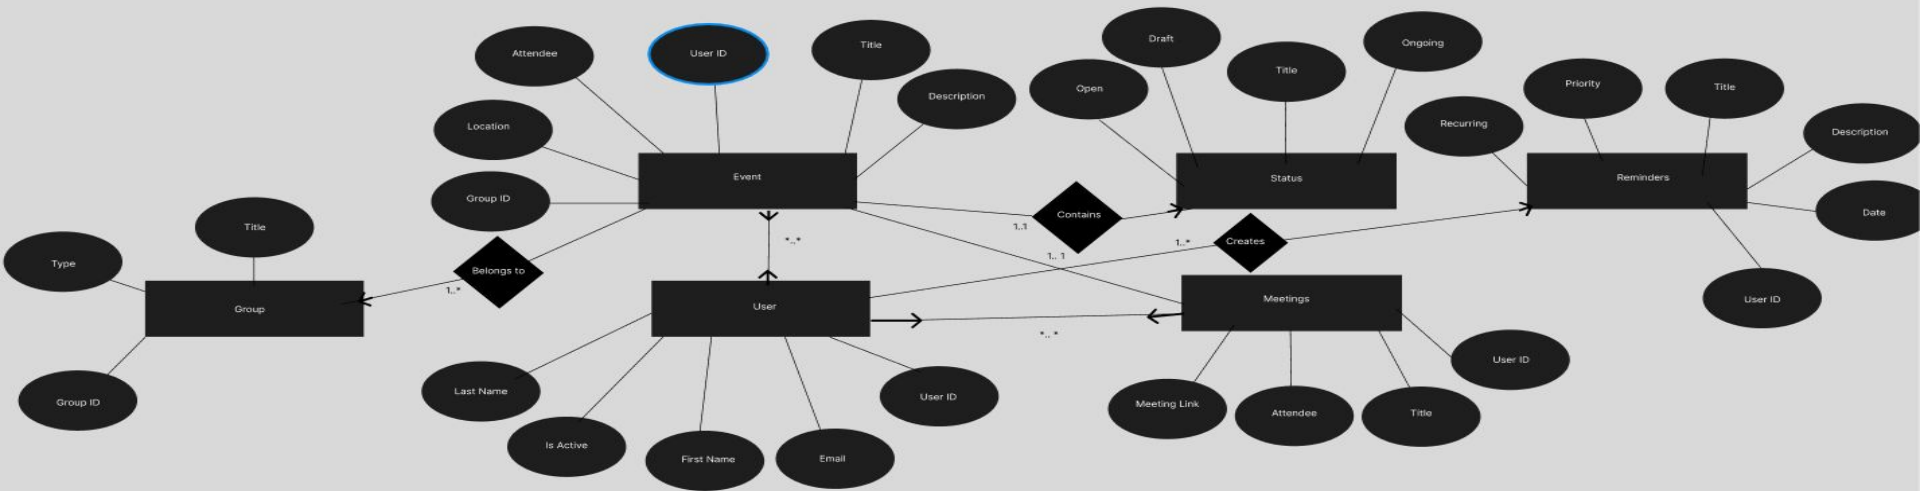 Attendee
User ID
Title
Description
Location
Group ID
Event
Draft
Open
Title
Ongoing
Status
Recurring
Priority
Title
Description
Date
Reminders
User ID
Contains
1..1
Creates
1..*
1.. 1
*..*
Belongs to
1..*
Type
Title
Group
Group ID
User
*.. *
Meetings
Last Name
Is Active
First Name
Email
User ID
Meeting Link
Attendee
Title
User ID